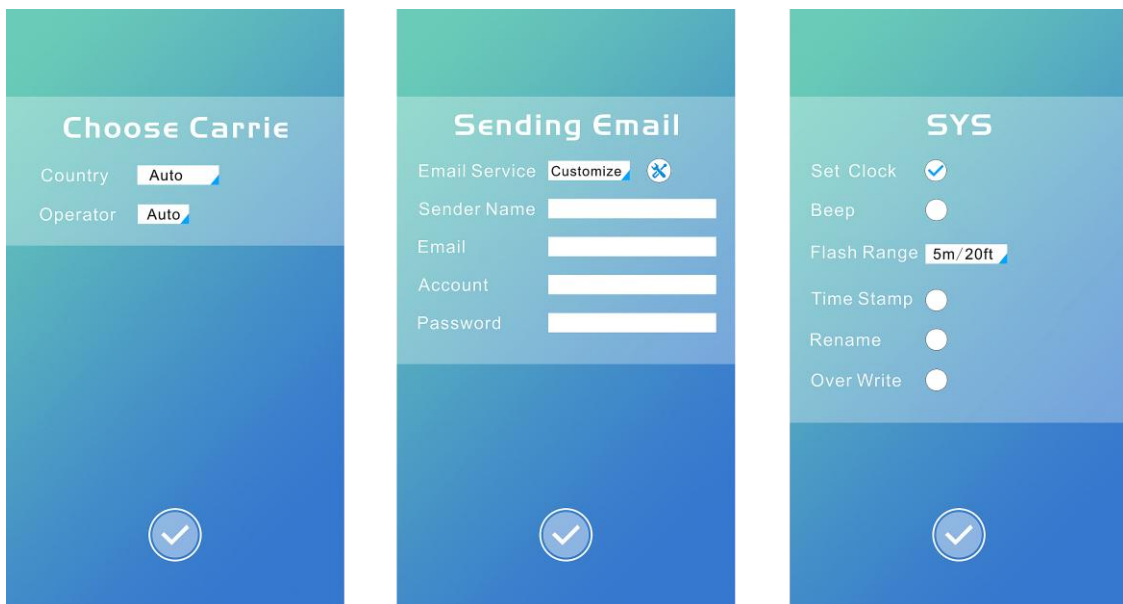 Choose Carrie
Country Auto
Operator Auto
Sending Email
Email Service Customize
Sender Name
Email
Account
Password
SYS
Set Clock
Beep
Flash Range 5m/20ft
Time Stamp
Rename
Over Write